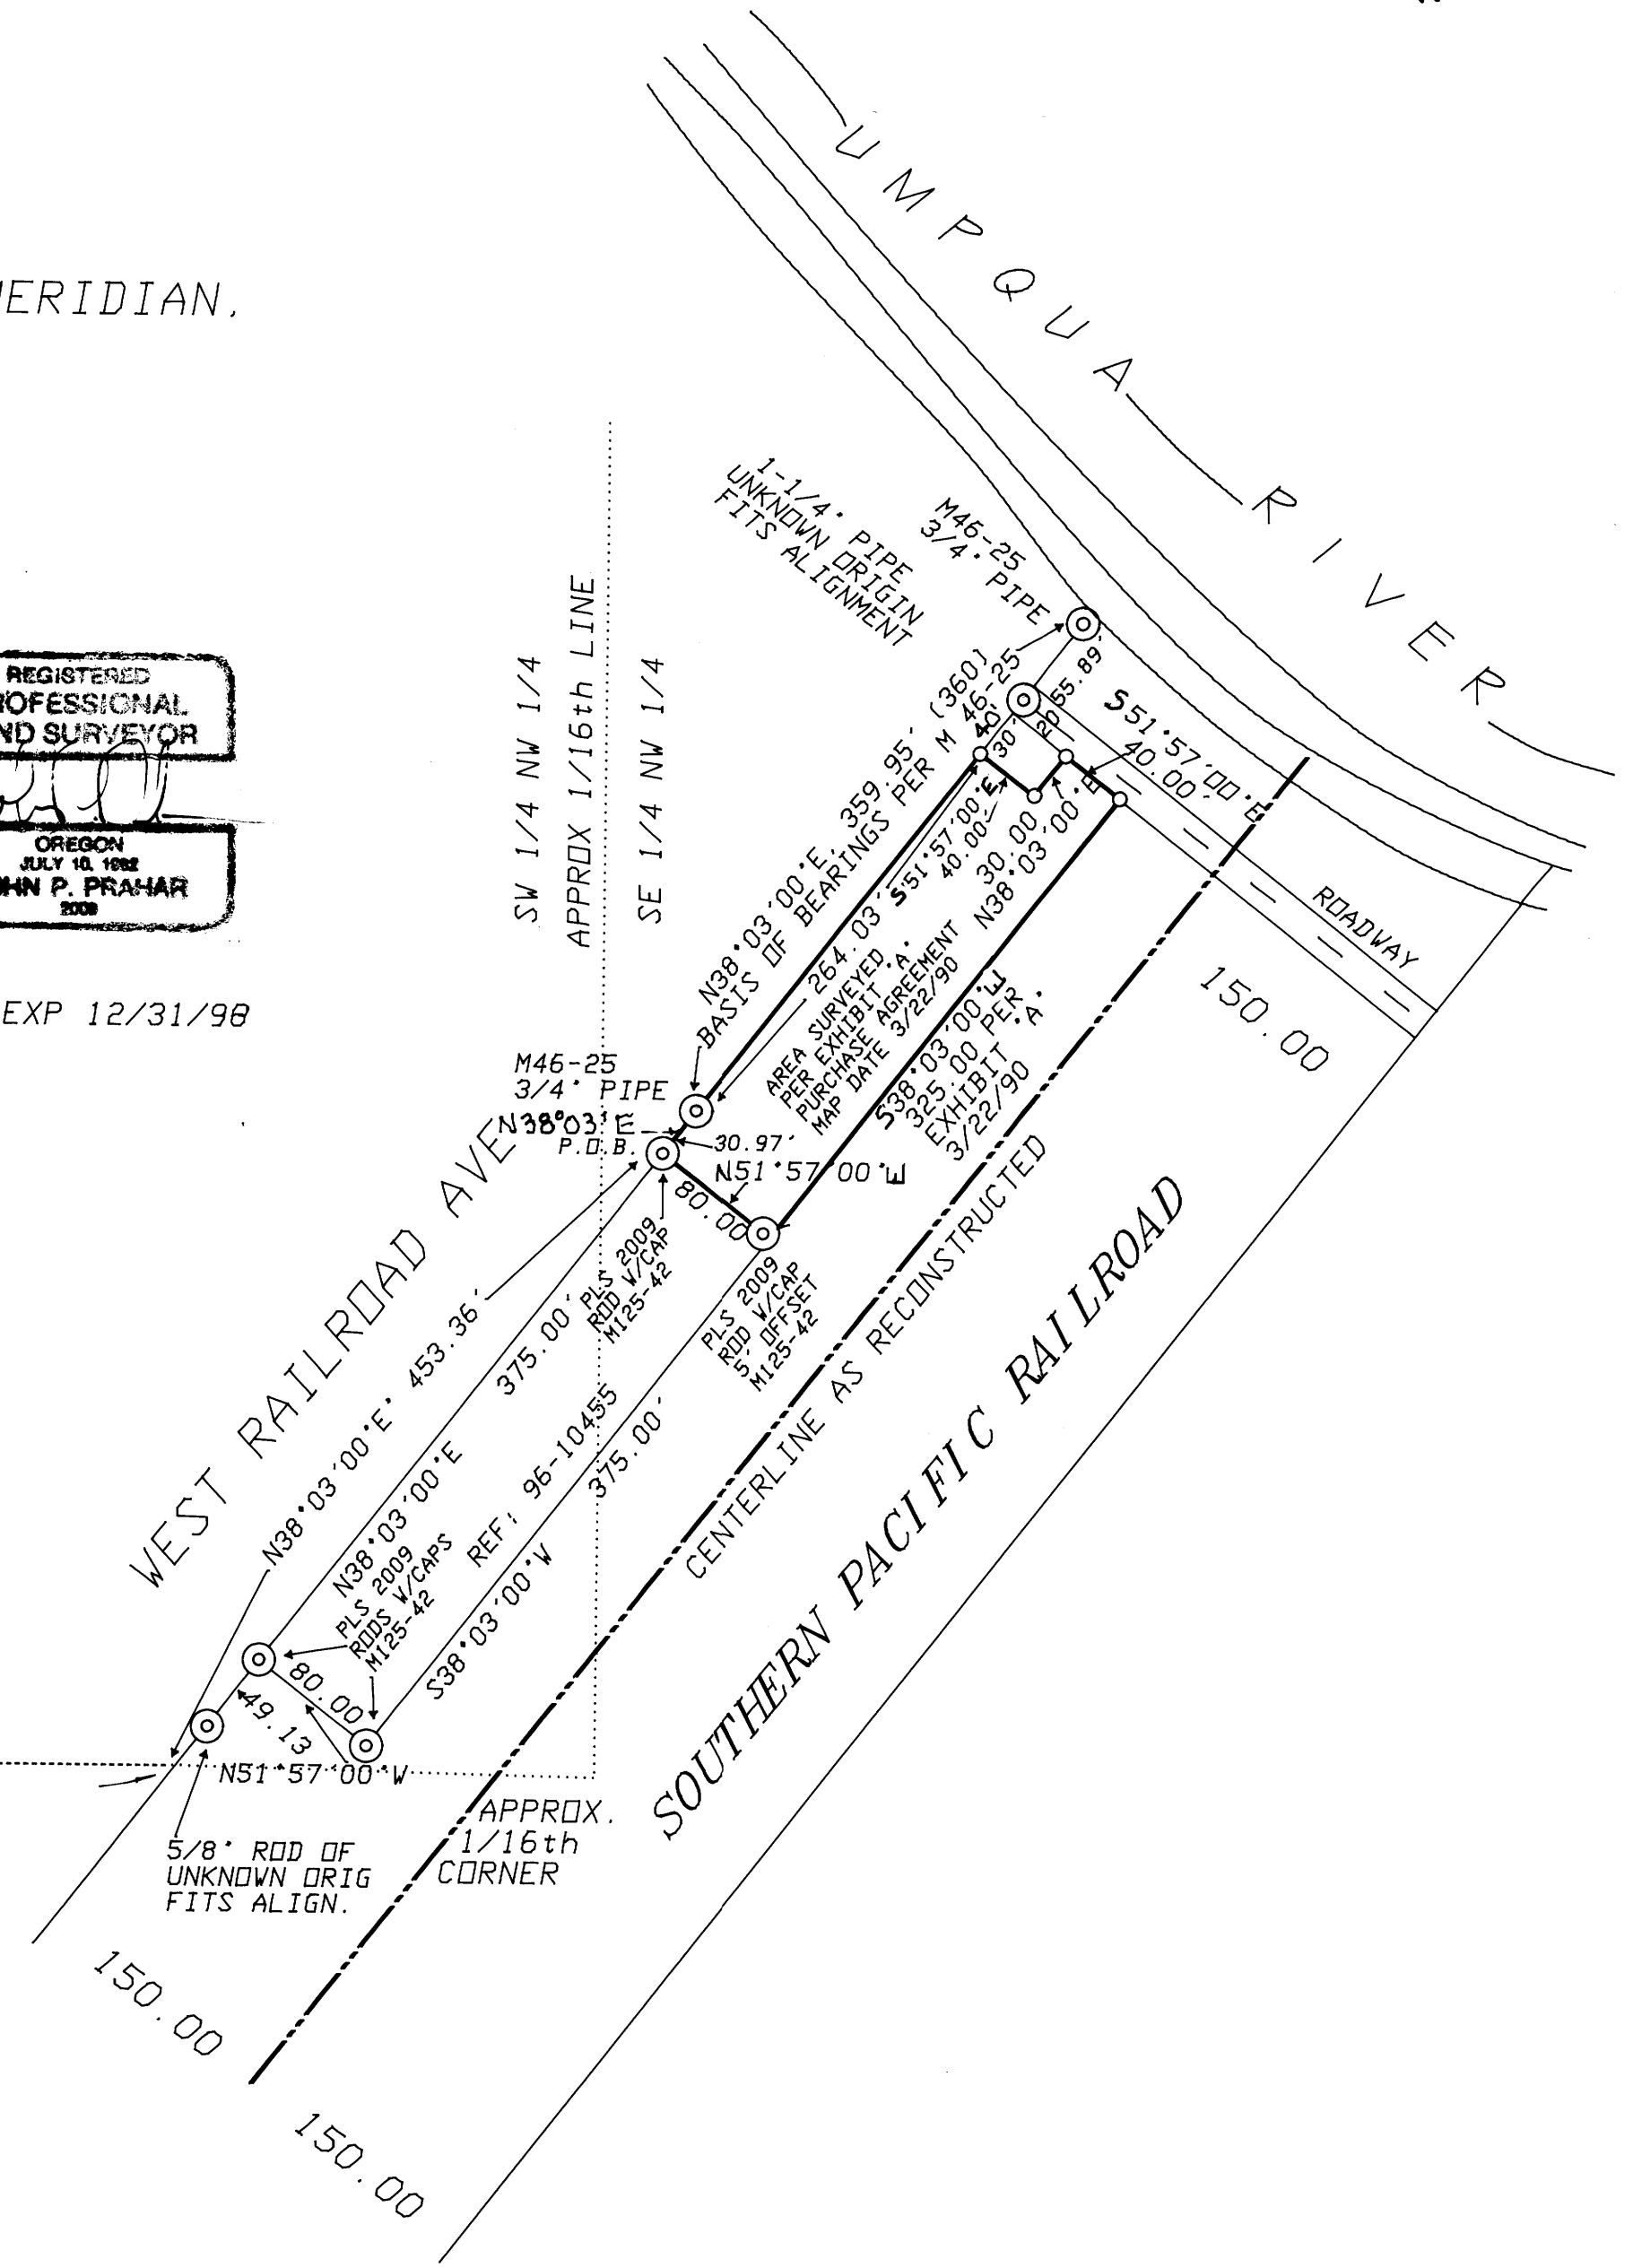 UMPQUA RIVER
MERIDIAN,
1-1/4" PIPE
UNKNOWN ORIGIN
FITS ALIGNMENT
M46-25
3/4" PIPE
SW 1/4 NW 1/4
APPROX 1/16th LINE
SE 1/4 NW 1/4
REGISTERED
PROFESSIONAL
LAND SURVEYOR
OREGON
JULY 10, 1982
JOHN P. PRAHAR
2009
EXP 12/31/98
N38°03'00"E, 359.95' (360)
BASIS OF BEARINGS PER M 46-25
40'
30'
20
55.89'
S51°57'00"E
40.00'
264.03'
S51°57'00"E
40.00'
30.00
N38°03'00"E
AREA SURVEYED
PER EXHIBIT "A"
PURCHASE AGREEMENT
MAP DATE 3/22/90
S38°03'00"W
325.00 PER
EXHIBIT "A"
3/22/90
ROADWAY
150.00
M46-25
3/4" PIPE
N38°03'E
P.O.B.
30.97'
N51°57'00"W
80.00
PLS 2009
ROD W/CAP
M125-42
PLS 2009
ROD W/CAP
5' OFFSET
M125-42
WEST RAILROAD AVE
N38°03'00"E" 453.36'
375.00'
N38°03'00"E
PLS 2009
RODS W/CAPS
M125-42
REF; 96-10455
375.00'
S38°03'00"W
CENTERLINE AS RECONSTRUCTED
SOUTHERN PACIFIC RAILROAD
80.00
49.13
N51°57'00"W
5/8" ROD OF
UNKNOWN ORIG
FITS ALIGN.
APPROX.
1/16th
CORNER
150.00
150.00